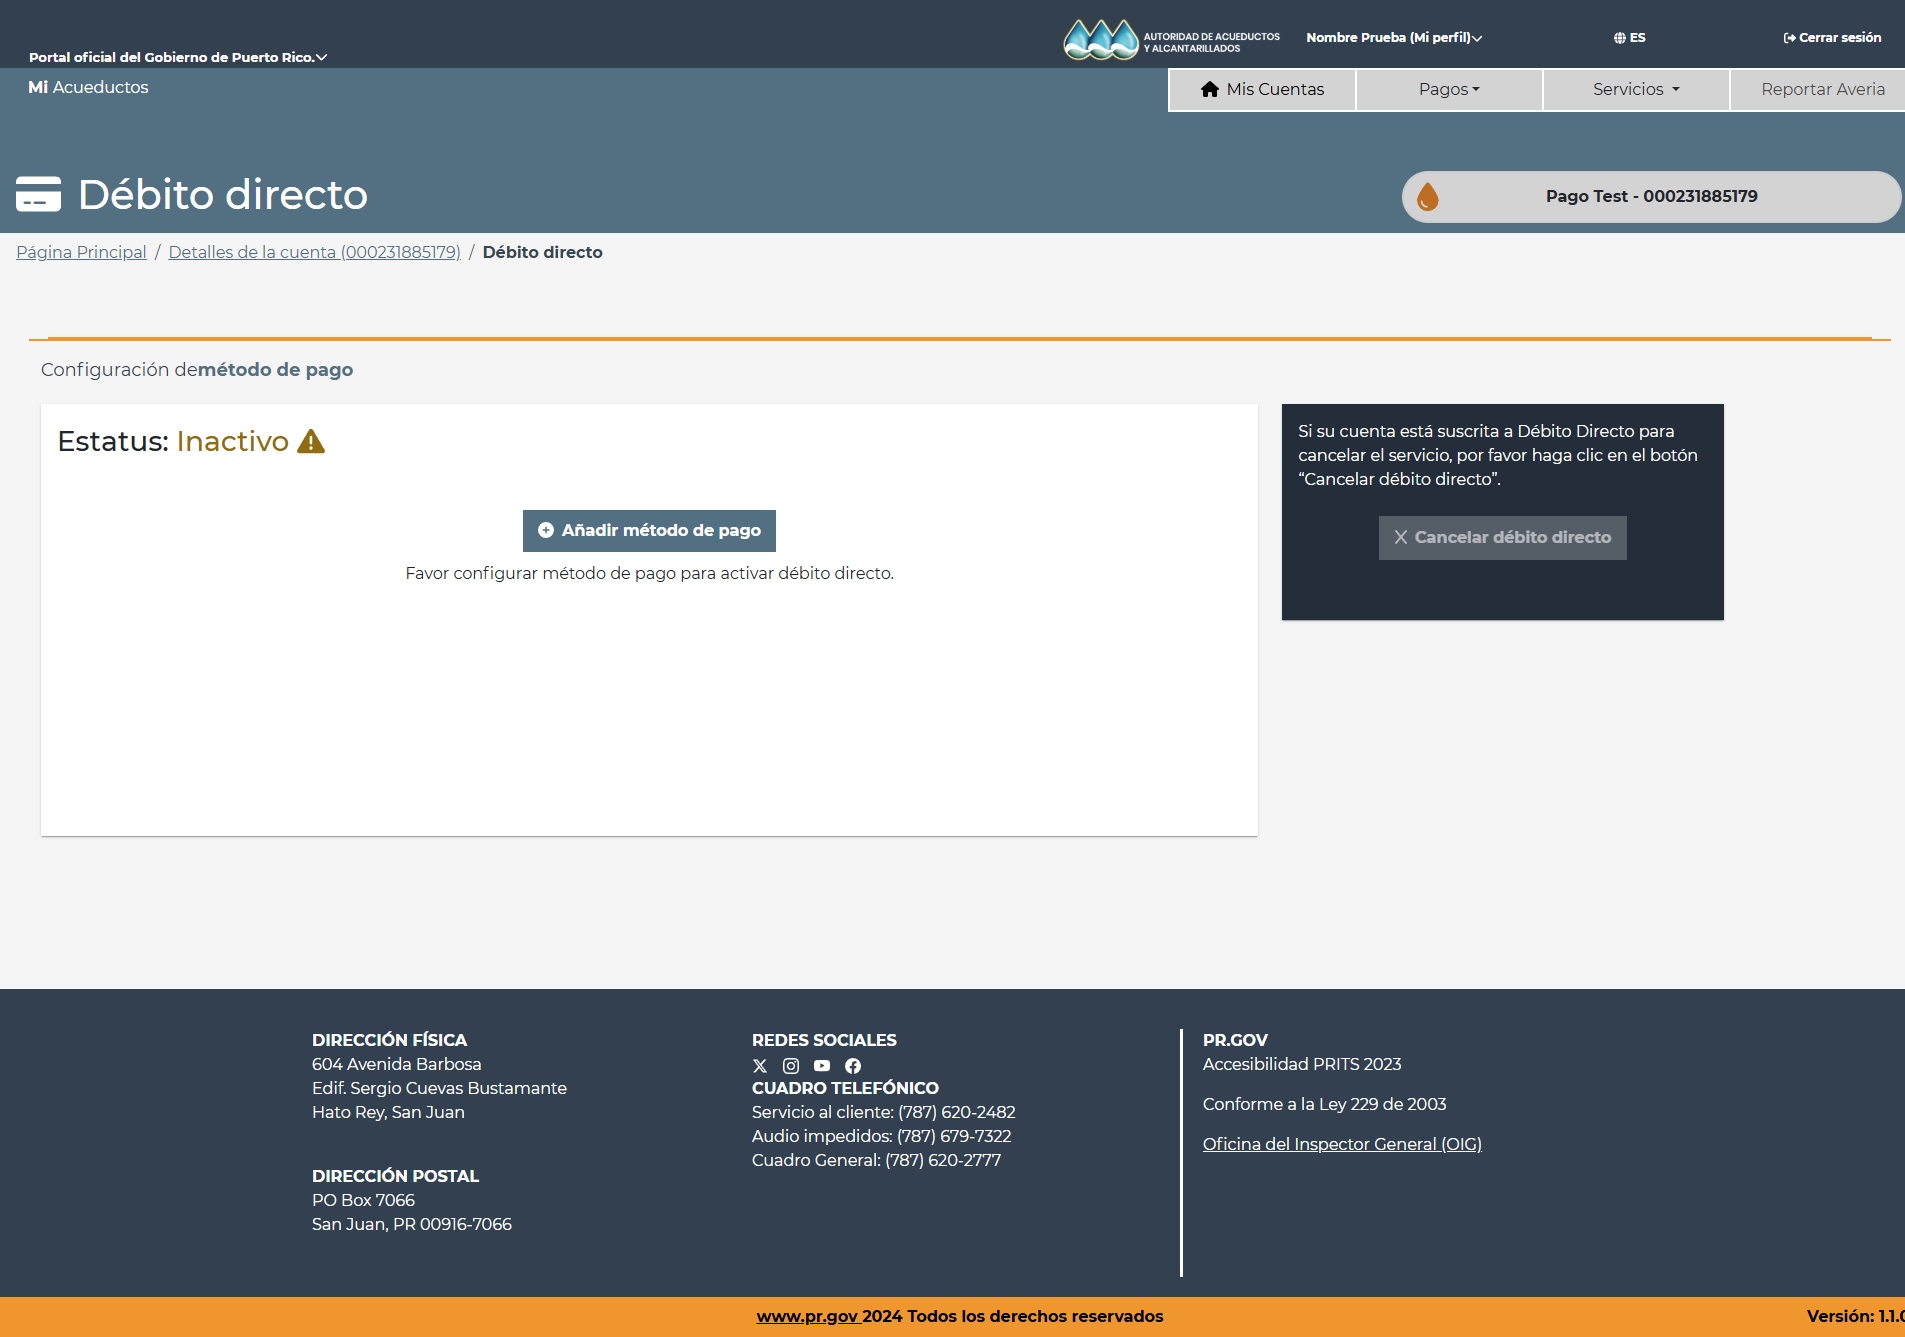 Portal oficial del Gobierno de Puerto Rico.
AUTORIDAD DE ACUEDUCTOS
Y ALCANTARILLADOS
Nombre Prueba (Mi perfil)
ES
Cerrar sesión
Mi Acueductos
Mis Cuentas
Pagos
Servicios
Reportar Averia
Débito directo
Pago Test - 000231885179
Página Principal / Detalles de la cuenta (000231885179) / Débito directo
Configuración demétodo de pago
Estatus: Inactivo
Añadir método de pago
Favor configurar método de pago para activar débito directo.
Si su cuenta está suscrita a Débito Directo para
cancelar el servicio, por favor haga clic en el botón
“Cancelar débito directo”.
X Cancelar débito directo
DIRECCIÓN FÍSICA
604 Avenida Barbosa
Edif. Sergio Cuevas Bustamante
Hato Rey, San Juan
DIRECCIÓN POSTAL
PO Box 7066
San Juan, PR 00916-7066
REDES SOCIALES
CUADRO TELEFÓNICO
Servicio al cliente: (787) 620-2482
Audio impedidos: (787) 679-7322
Cuadro General: (787) 620-2777
PR.GOV
Accesibilidad PRITS 2023
Conforme a la Ley 229 de 2003
Oficina del Inspector General (OIG)
www.pr.gov 2024 Todos los derechos reservados
Versión: 1.1.0